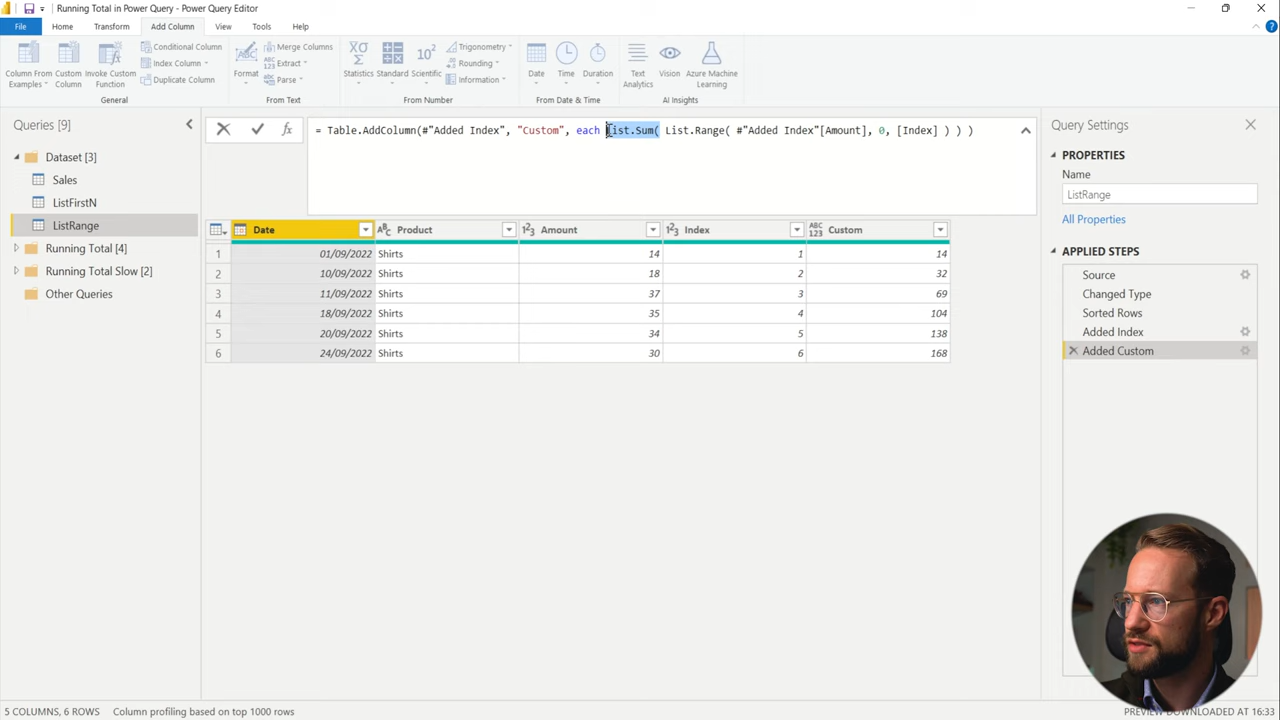 Running Total in Power Query - Power Query Editor
File Home Transform Add Column View Tools Help
Column From Examples Custom Column Invoke Custom Function
Conditional Column
Index Column
Duplicate Column
General
Format
Merge Columns
Extract
Parse
From Text
Statistics Standard Scientific
Trigonometry
Rounding
Information
From Number
Date Time Duration
From Date & Time
Text Analytics Vision Azure Machine Learning
AI Insights
Queries [9]
Dataset [3]
Sales
ListFirstN
ListRange
Running Total [4]
Running Total Slow [2]
Other Queries
= Table.AddColumn(#"Added Index", "Custom", each List.Sum( List.Range( #"Added Index"[Amount], 0, [Index] ) ) )
Date Product Amount Index Custom
1 01/09/2022 Shirts 14 1 14
2 10/09/2022 Shirts 18 2 32
3 11/09/2022 Shirts 37 3 69
4 18/09/2022 Shirts 35 4 104
5 20/09/2022 Shirts 34 5 138
6 24/09/2022 Shirts 30 6 168
Query Settings
PROPERTIES
Name
ListRange
All Properties
APPLIED STEPS
Source
Changed Type
Sorted Rows
Added Index
Added Custom
5 COLUMNS, 6 ROWS Column profiling based on top 1000 rows
PREVIEW DOWNLOADED AT 16:33